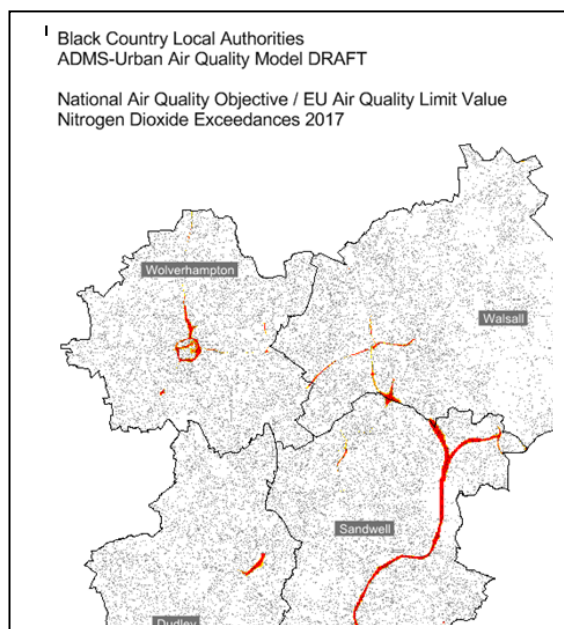 Black Country Local Authorities
ADMS-Urban Air Quality Model DRAFT
National Air Quality Objective / EU Air Quality Limit Value
Nitrogen Dioxide Exceedances 2017
Wolverhampton
Walsall
Sandwell
Dudley